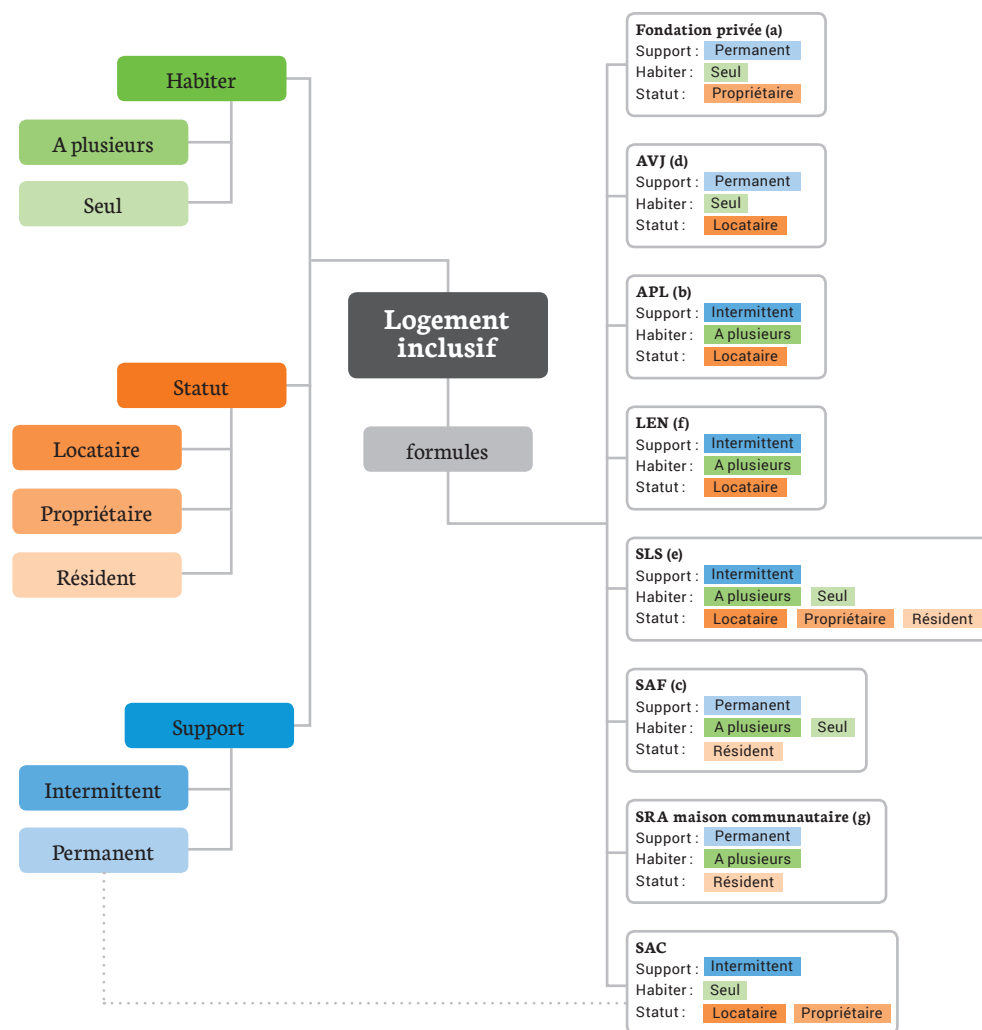 Habiter
A plusieurs
Seul
Statut
Locataire
Propriétaire
Résident
Support
Intermittent
Permanent
Logement
inclusif
formules
Fondation privée (a)
Support : Permanent
Habiter : Seul
Statut : Propriétaire
AVJ (d)
Support : Permanent
Habiter : Seul
Statut : Locataire
APL (b)
Support : Intermittent
Habiter : A plusieurs
Statut : Locataire
LEN (f)
Support : Intermittent
Habiter : A plusieurs
Statut : Locataire
SLS (e)
Support : Intermittent
Habiter : A plusieurs Seul
Statut : Locataire Propriétaire Résident
SAF (c)
Support : Permanent
Habiter : A plusieurs Seul
Statut : Résident
SRA maison communautaire (g)
Support : Permanent
Habiter : A plusieurs
Statut : Résident
SAC
Support : Intermittent
Habiter : Seul
Statut : Locataire Propriétaire